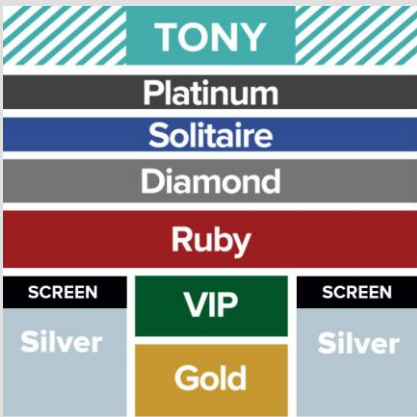 TONY
Platinum
Solitaire
Diamond
Ruby
SCREEN
VIP
SCREEN
Silver
Silver
Gold